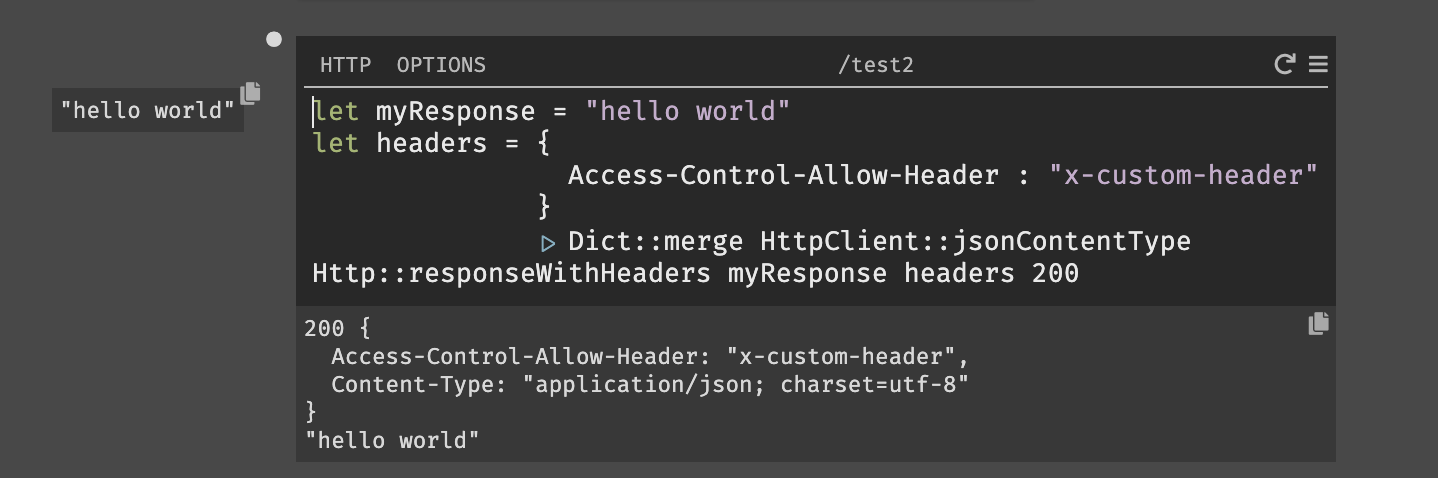 HTTP OPTIONS /test2
"hello world"
let myResponse = "hello world"
let headers = {
Access-Control-Allow-Header : "x-custom-header"
}
▷ Dict::merge HttpClient::jsonContentType
Http::responseWithHeaders myResponse headers 200
200 {
Access-Control-Allow-Header: "x-custom-header",
Content-Type: "application/json; charset=utf-8"
}
"hello world"